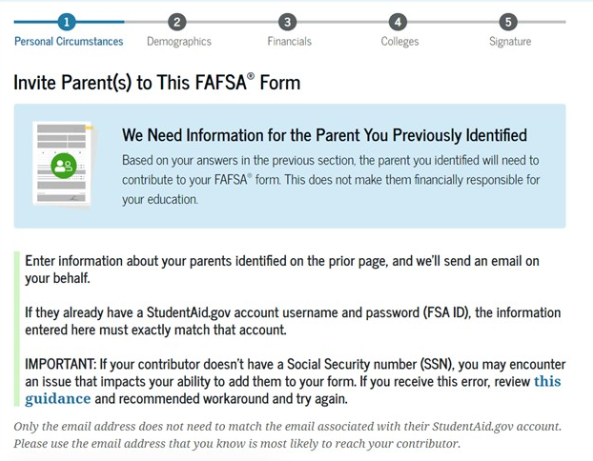 1 2 3 4 5
Personal Circumstances Demographics Financials Colleges Signature
Invite Parent(s) to This FAFSA® Form
We Need Information for the Parent You Previously Identified
Based on your answers in the previous section, the parent you identified will need to
contribute to your FAFSA® form. This does not make them financially responsible for
your education.
Enter information about your parents identified on the prior page, and we'll send an email on
your behalf.
If they already have a StudentAid.gov account username and password (FSA ID), the information
entered here must exactly match that account.
IMPORTANT: If your contributor doesn't have a Social Security number (SSN), you may encounter
an issue that impacts your ability to add them to your form. If you receive this error, review this
guidance and recommended workaround and try again.
Only the email address does not need to match the email associated with their StudentAid.gov account.
Please use the email address that you know is most likely to reach your contributor.